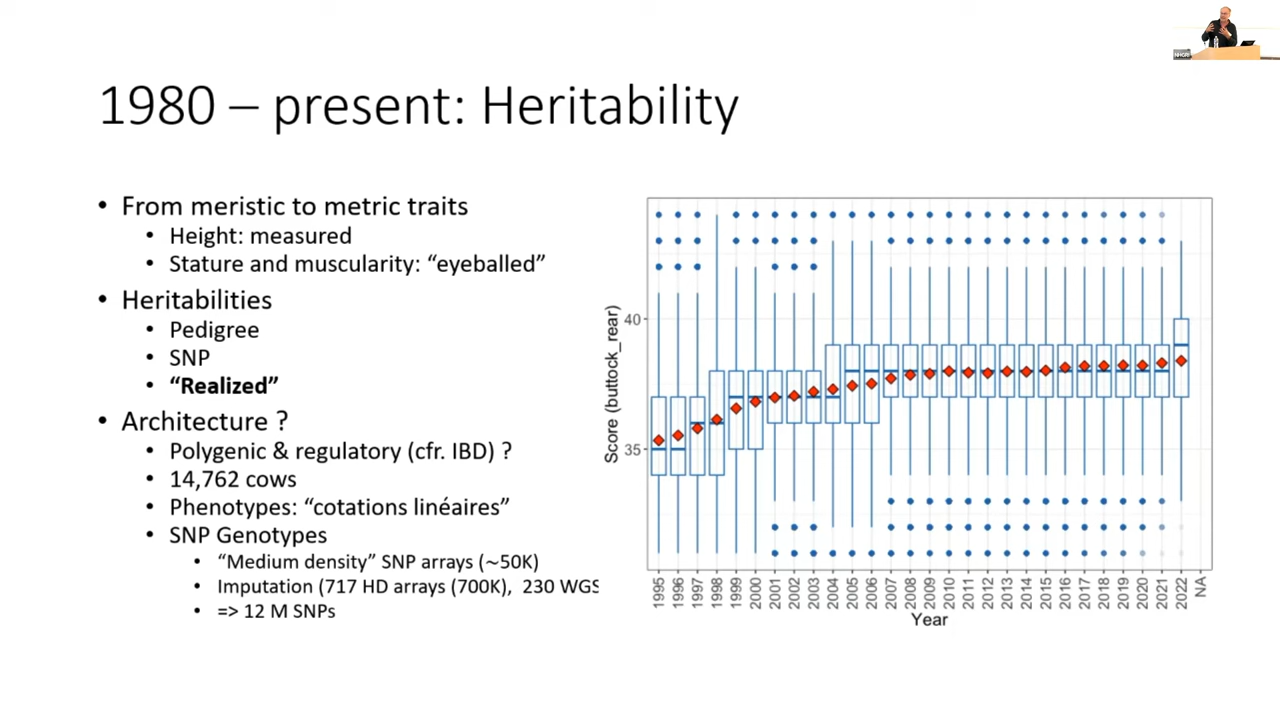 NHGRI
1980 – present: Heritability
• From meristic to metric traits
• Height: measured
• Stature and muscularity: “eyeballed”
• Heritabilities
• Pedigree
• SNP
• “Realized”
• Architecture ?
• Polygenic & regulatory (cfr. IBD) ?
• 14,762 cows
• Phenotypes: “cotations linéaires”
• SNP Genotypes
• “Medium density” SNP arrays (~50K)
• Imputation (717 HD arrays (700K), 230 WGS
• => 12 M SNPs
Score (buttock_rear)
40
35
1995 1996 1997 1998 1999 2000 2001 2002 2003 2004 2005 2006 2007 2008 2009 2010 2011 2012 2013 2014 2015 2016 2017 2018 2019 2020 2021 2022 NA
Year